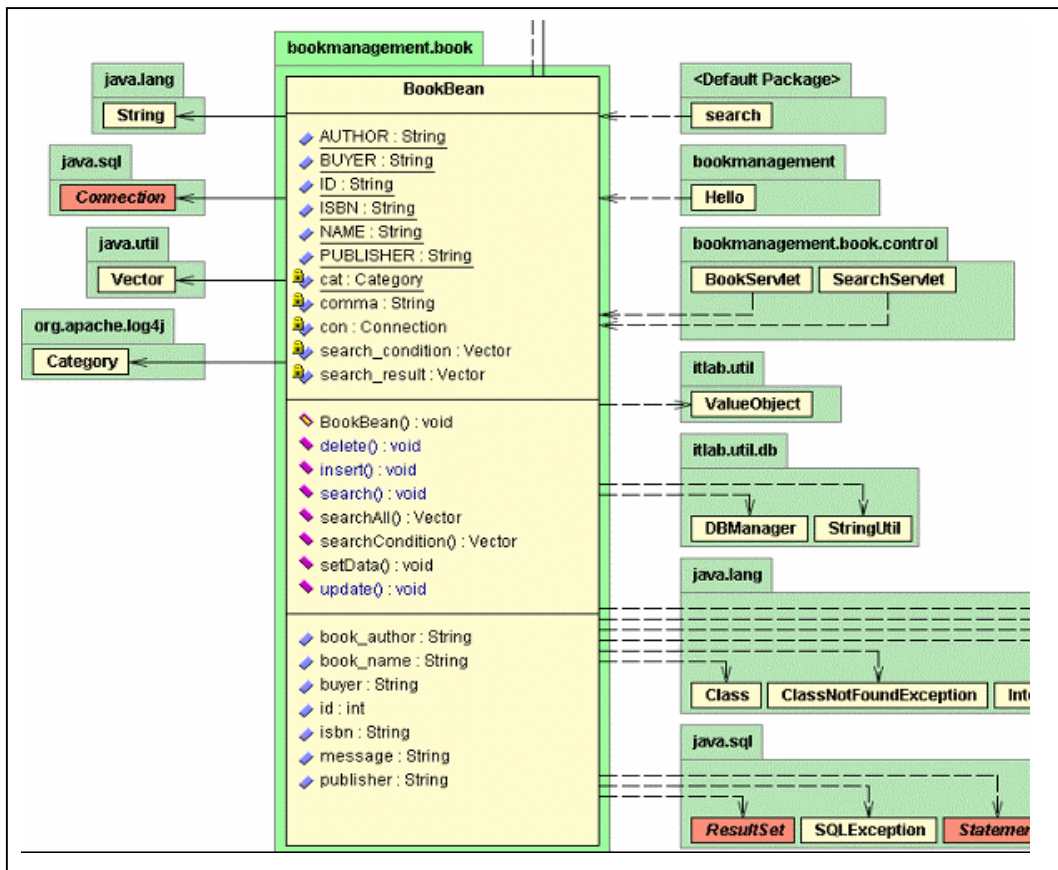 bookmanagement.book
BookBean
AUTHOR : String
BUYER : String
ID : String
ISBN : String
NAME : String
PUBLISHER : String
cat : Category
comma : String
con : Connection
search_condition : Vector
search_result : Vector
BookBean() : void
delete() : void
insert() : void
search() : void
searchAll() : Vector
searchCondition() : Vector
setData() : void
update() : void
book_author : String
book_name : String
buyer : String
id : int
isbn : String
message : String
publisher : String
java.lang
String
java.sql
Connection
java.util
Vector
org.apache.log4j
Category
<Default Package>
search
bookmanagement
Hello
bookmanagement.book.control
BookServlet SearchServlet
itlab.util
ValueObject
itlab.util.db
DBManager StringUtil
java.lang
Class ClassNotFoundException
java.sql
ResultSet SQLException